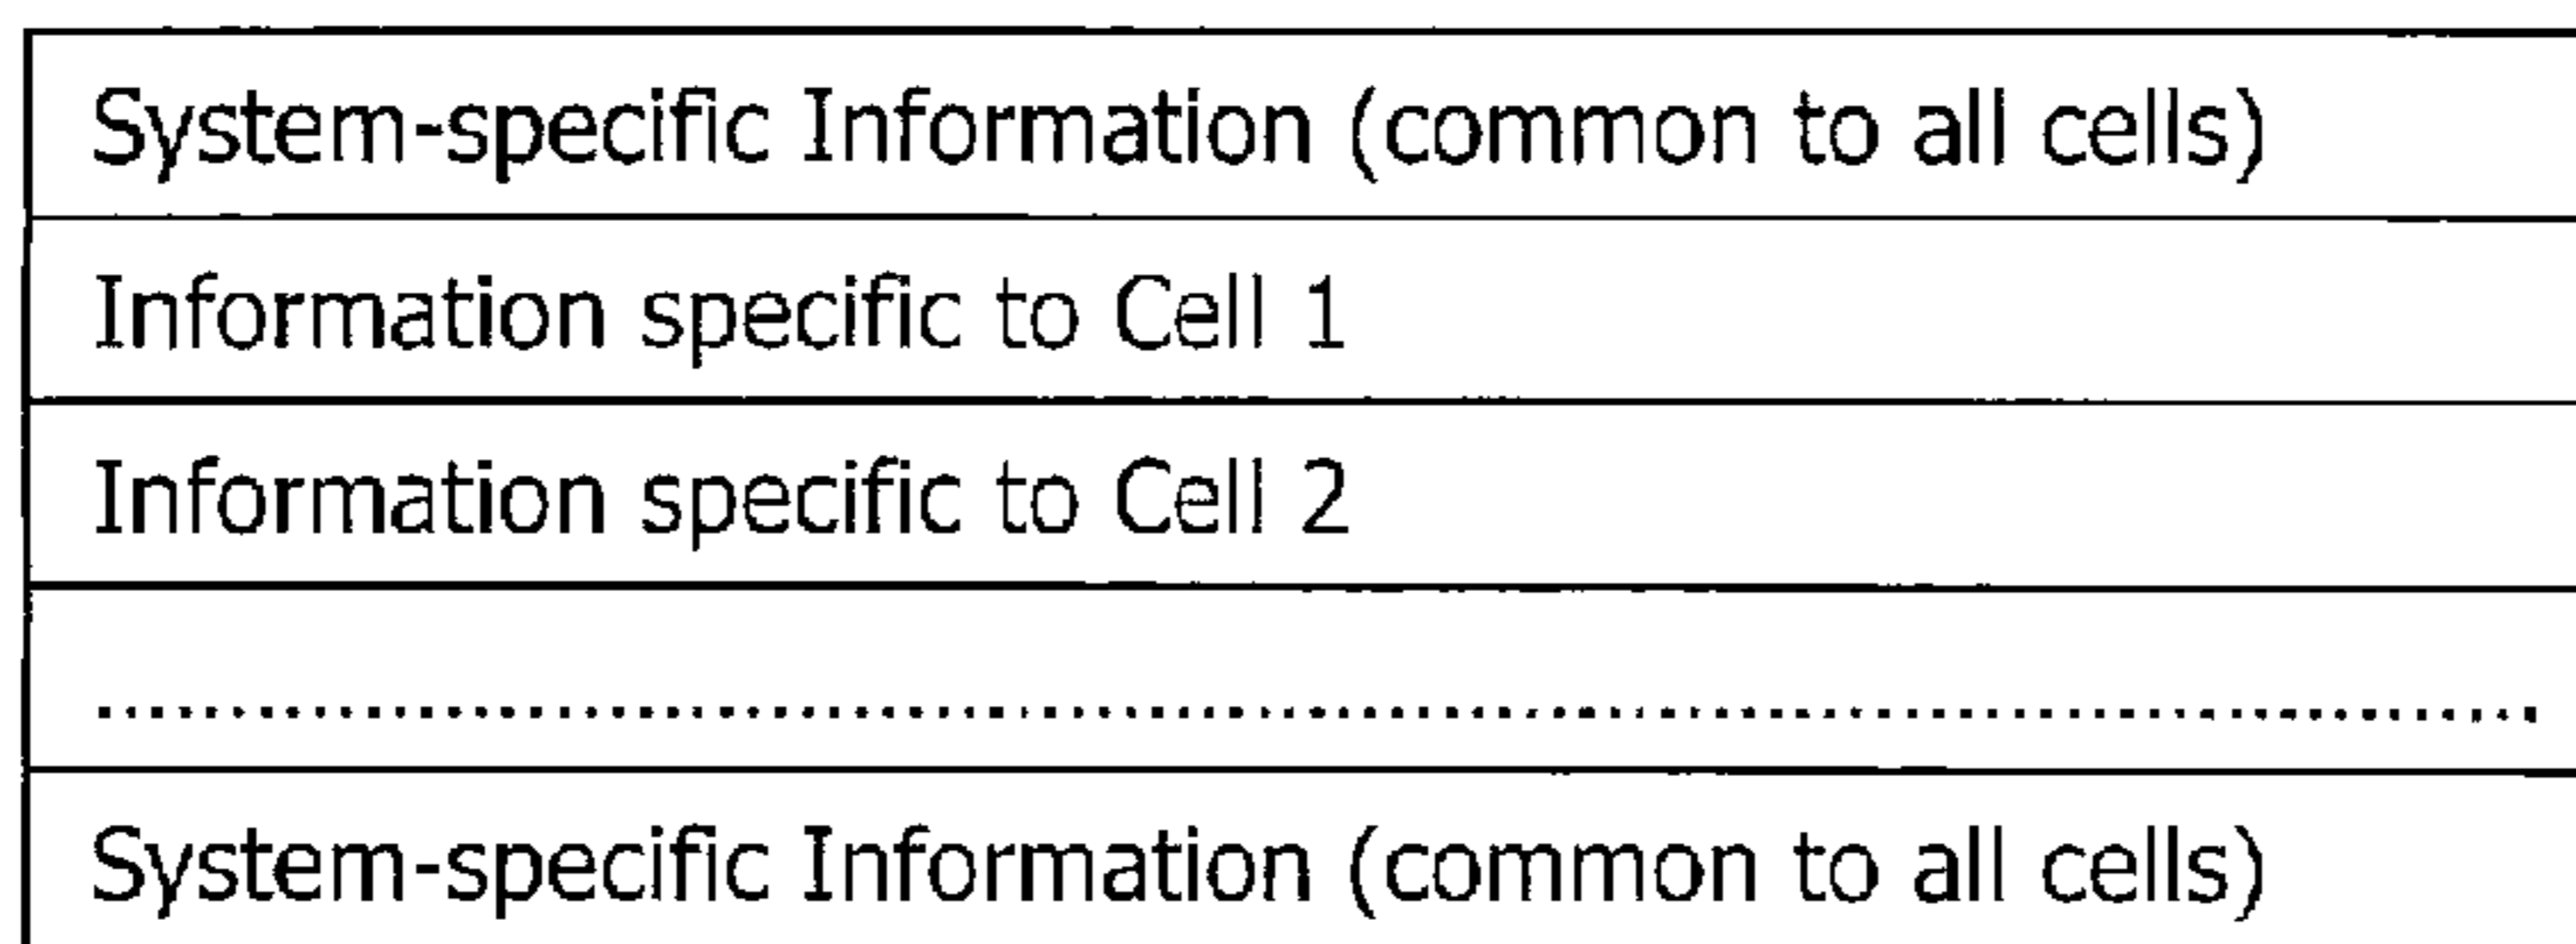 System-specific Information (common to all cells)
Information specific to Cell 1
Information specific to Cell 2
............................................................................................
System-specific Information (common to all cells)